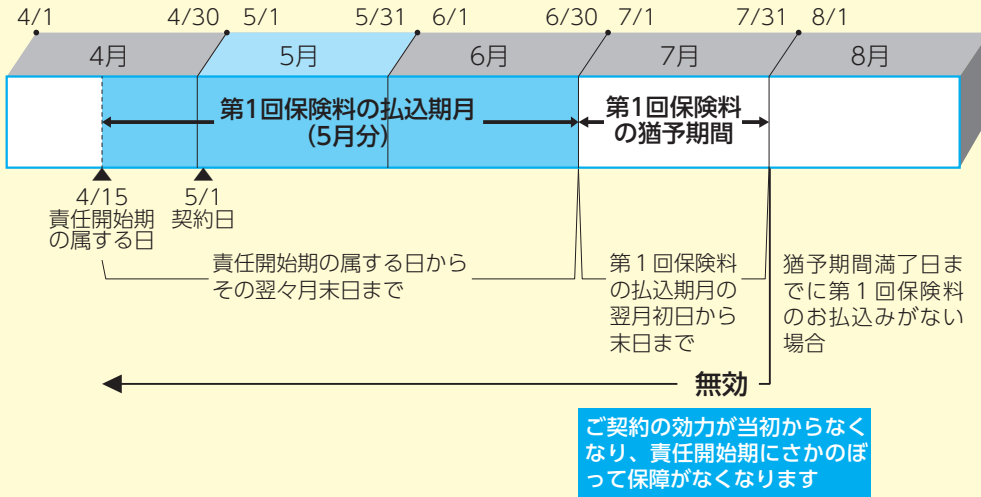 4/1 4/30 5/1 5/31 6/1 6/30 7/1 7/31 8/1
4月 5月 6月 7月 8月
第1回保険料の払込期月
(5月分)
第1回保険料
の猶予期間
4/15
責任開始期
の属する日
5/1
契約日
責任開始期の属する日から
その翌々月末日まで
第1回保険料
の払込期月の
翌月初日から
末日まで
猶予期間満了日ま
でに第1回保険料
のお払込みがない
場合
無効
ご契約の効力が当初からなく
なり、責任開始期にさかのぼ
って保障がなくなります